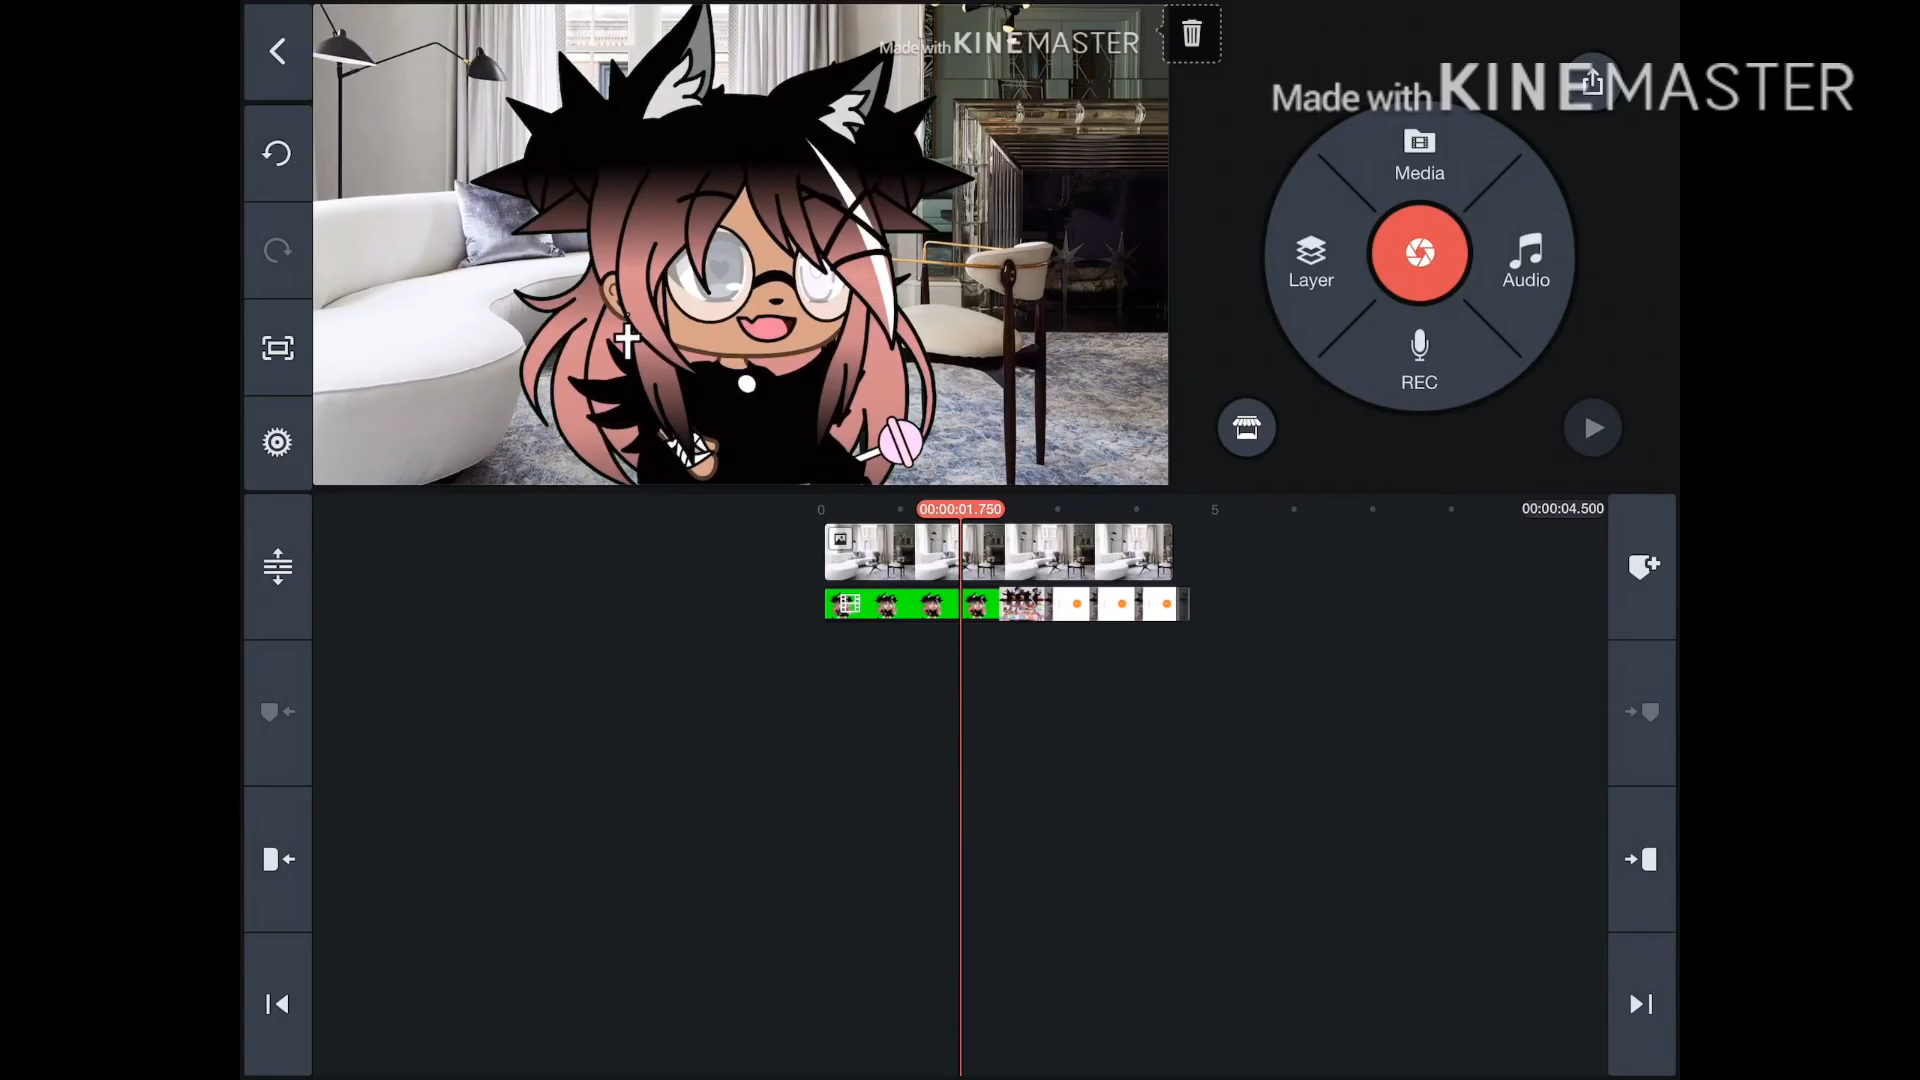 Made with KINEMASTER
Made with KINEMASTER
Media
Layer
Audio
REC
0
00:00:01.750
5
00:00:04.500